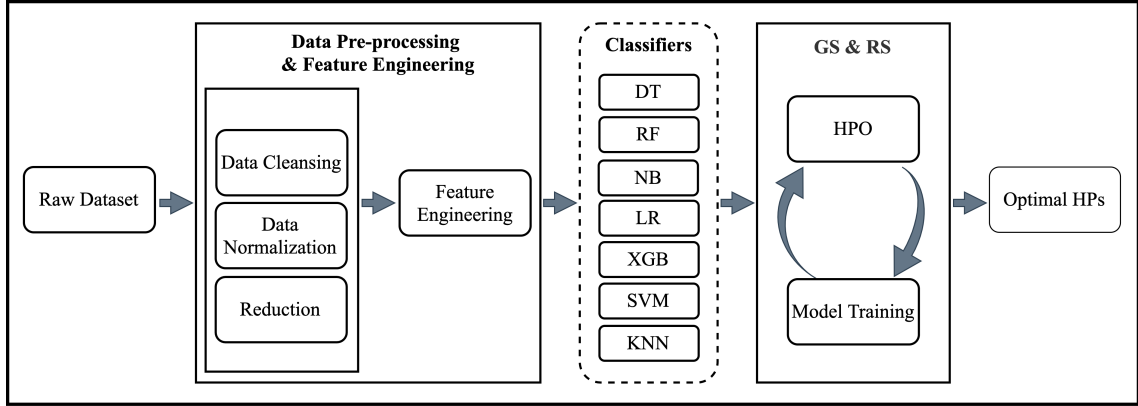 Raw Dataset
Data Pre-processing
& Feature Engineering
Data Cleansing
Data
Normalization
Reduction
Feature
Engineering
Classifiers
DT
RF
NB
LR
XGB
SVM
KNN
GS & RS
HPO
Model Training
Optimal HPs